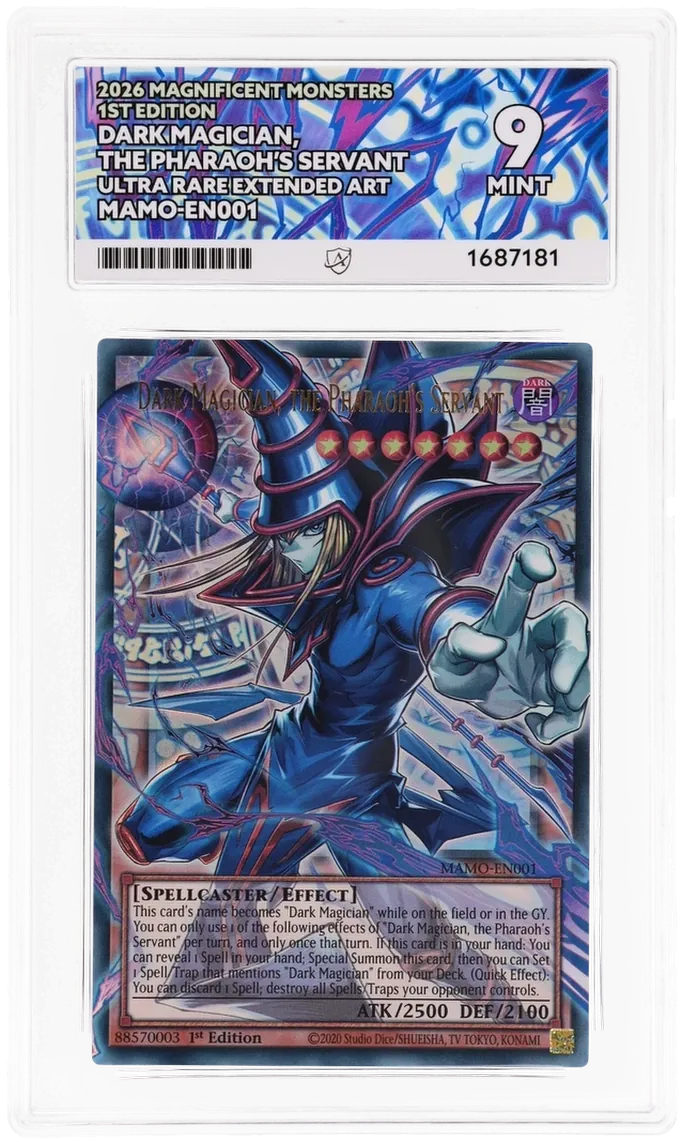 2026 MAGNIFICENT MONSTERS
1ST EDITION
DARK MAGICIAN,
THE PHARAOH'S SERVANT
ULTRA RARE EXTENDED ART
MAMO-EN001
9
MINT
1687181
DARK MAGICIAN, THE PHARAOH'S SERVANT
DARK
闇
MAMO-EN001
[SPELLCASTER/EFFECT]
This card's name becomes "Dark Magician" while on the field or in the GY.
You can only use 1 of the following effects of "Dark Magician, the Pharaoh's
Servant" per turn, and only once that turn. If this card is in your hand: You
can reveal 1 Spell in your hand; Special Summon this card, then you can Set
1 Spell/Trap that mentions "Dark Magician" from your Deck. (Quick Effect):
You can discard 1 Spell; destroy all Spells/Traps your opponent controls.
ATK/2500 DEF/2100
88570003 1st Edition ©2020 Studio Dice/SHUEISHA, TV TOKYO, KONAMI